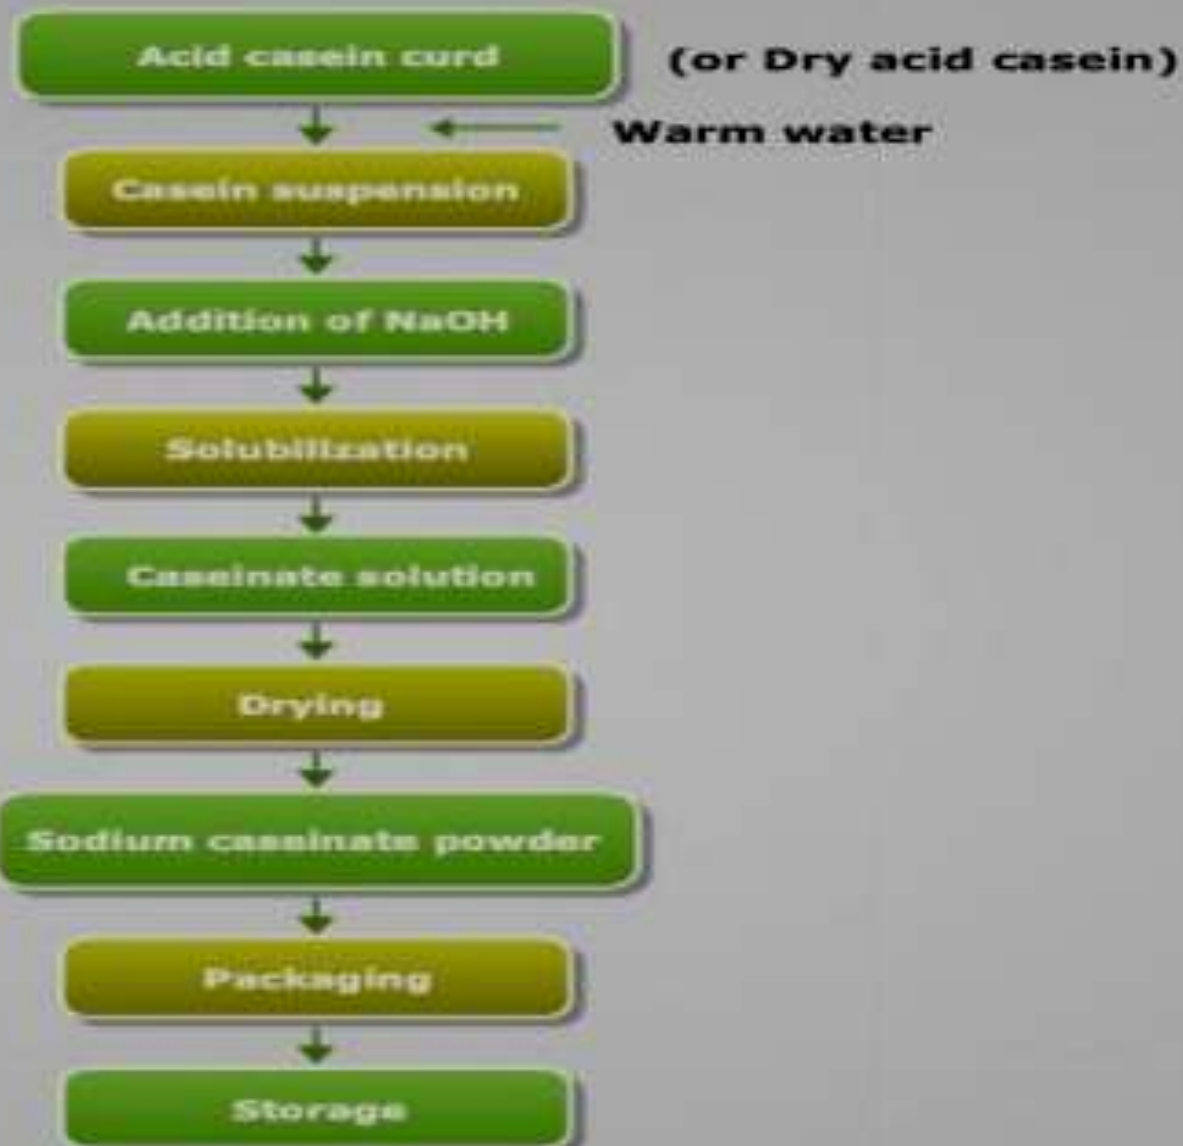 Acid casein curd (or Dry acid casein)
Warm water
Casein suspension
Addition of NaOH
Solubilization
Caseinate solution
Drying
Sodium caseinate powder
Packaging
Storage